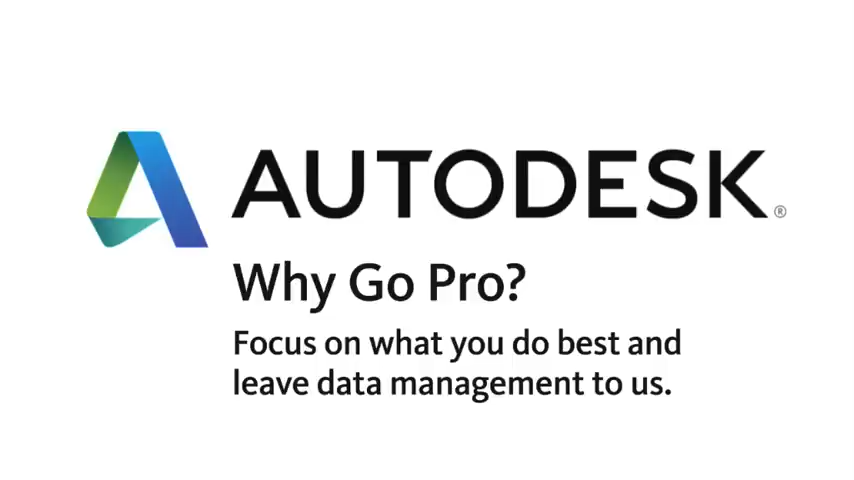 AUTODESK®
Why Go Pro?
Focus on what you do best and
leave data management to us.